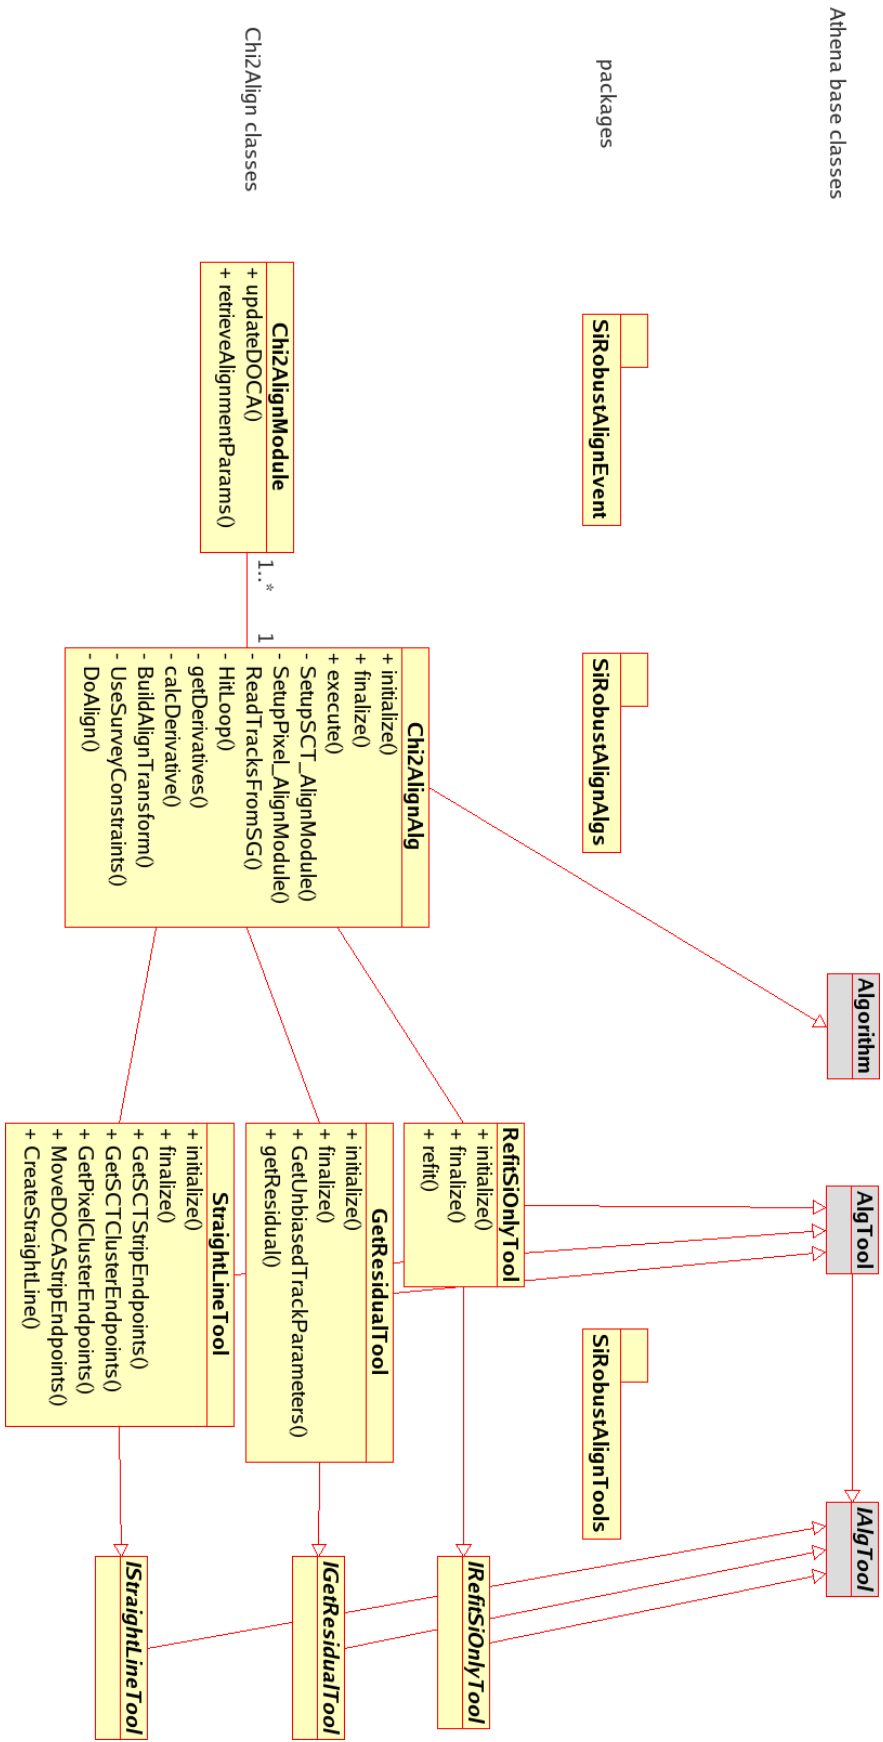 Athena base classes
Algorithm
AlgTool
IAlgTool
packages
SiRobustAlignEvent
SiRobustAlignAlgs
SiRobustAlignTools
Chi2Align classes
Chi2AlignModule
+ updateDOCA()
+ retrieveAlignmentParams()
1..*
1
Chi2AlignAlg
+ initialize()
+ finalize()
+ execute()
- SetupSCT_AlignModule()
- SetupPixel_AlignModule()
- ReadTracksFromSG()
- HitLoop()
- getDerivatives()
- calcDerivative()
- BuildAlignTransform()
- UseSurveyConstraints()
- DoAlign()
RefitSiOnlyTool
+ initialize()
+ finalize()
+ refit()
GetResidualTool
+ initialize()
+ finalize()
+ GetUnbiasedTrackParameters()
+ getResidual()
StraightLineTool
+ initialize()
+ finalize()
+ GetSCTStripEndpoints()
+ GetSCTClusterEndpoints()
+ GetPixelClusterEndpoints()
+ MoveDOCAStripEndpoints()
+ CreateStraightLine()
IRefitSiOnlyTool
IGetResidualTool
IStraightLineTool